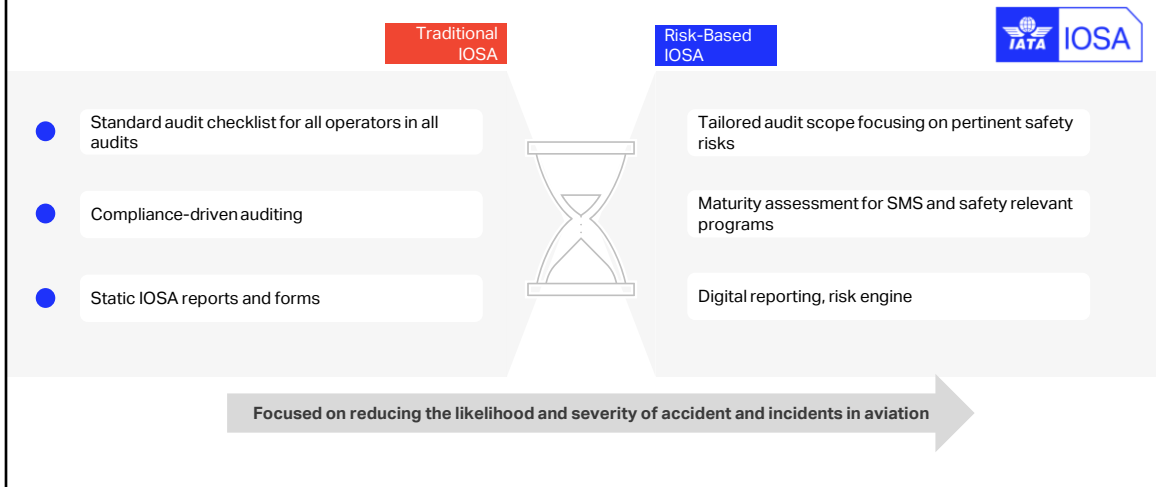 Traditional
IOSA
Risk-Based
IOSA
IATA
IOSA
Standard audit checklist for all operators in all
audits
Tailored audit scope focusing on pertinent safety
risks
Compliance-driven auditing
Maturity assessment for SMS and safety relevant
programs
Static IOSA reports and forms
Digital reporting, risk engine
Focused on reducing the likelihood and severity of accident and incidents in aviation